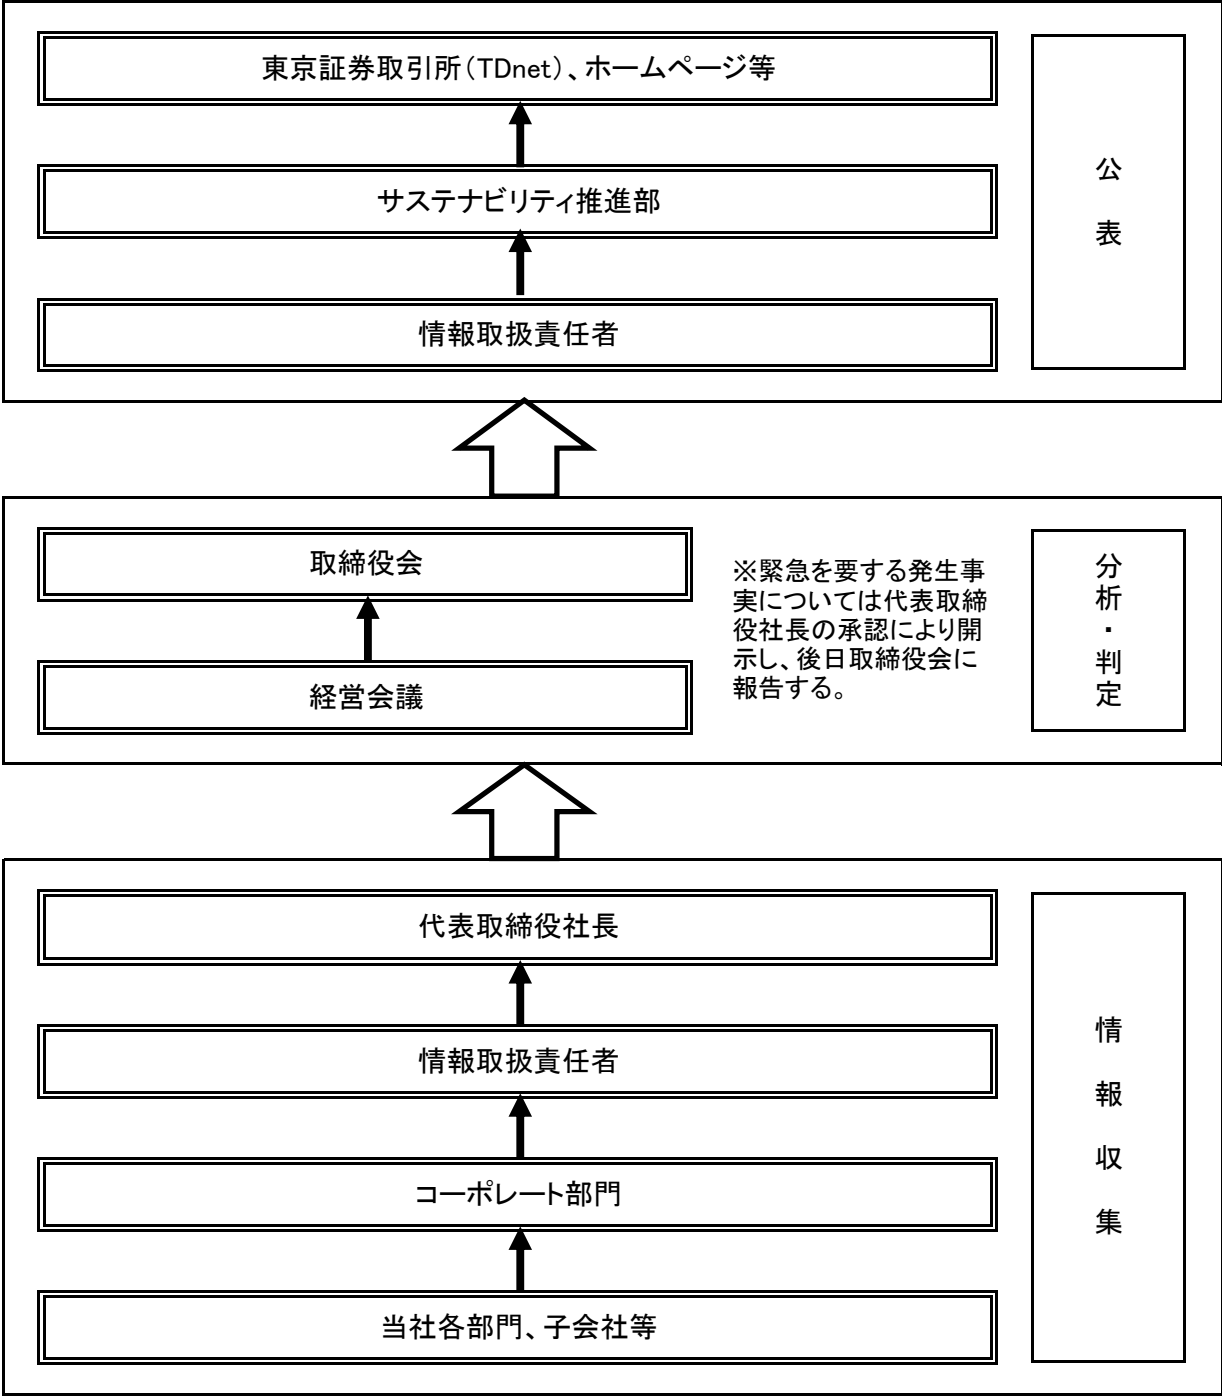 東京証券取引所(TDnet)、ホームページ等
サステナビリティ推進部
情報取扱責任者
公表
取締役会
経営会議
※緊急を要する発生事
実については代表取締
役社長の承認により開
示し、後日取締役会に
報告する。
分析・判定
代表取締役社長
情報取扱責任者
コーポレート部門
当社各部門、子会社等
情報収集